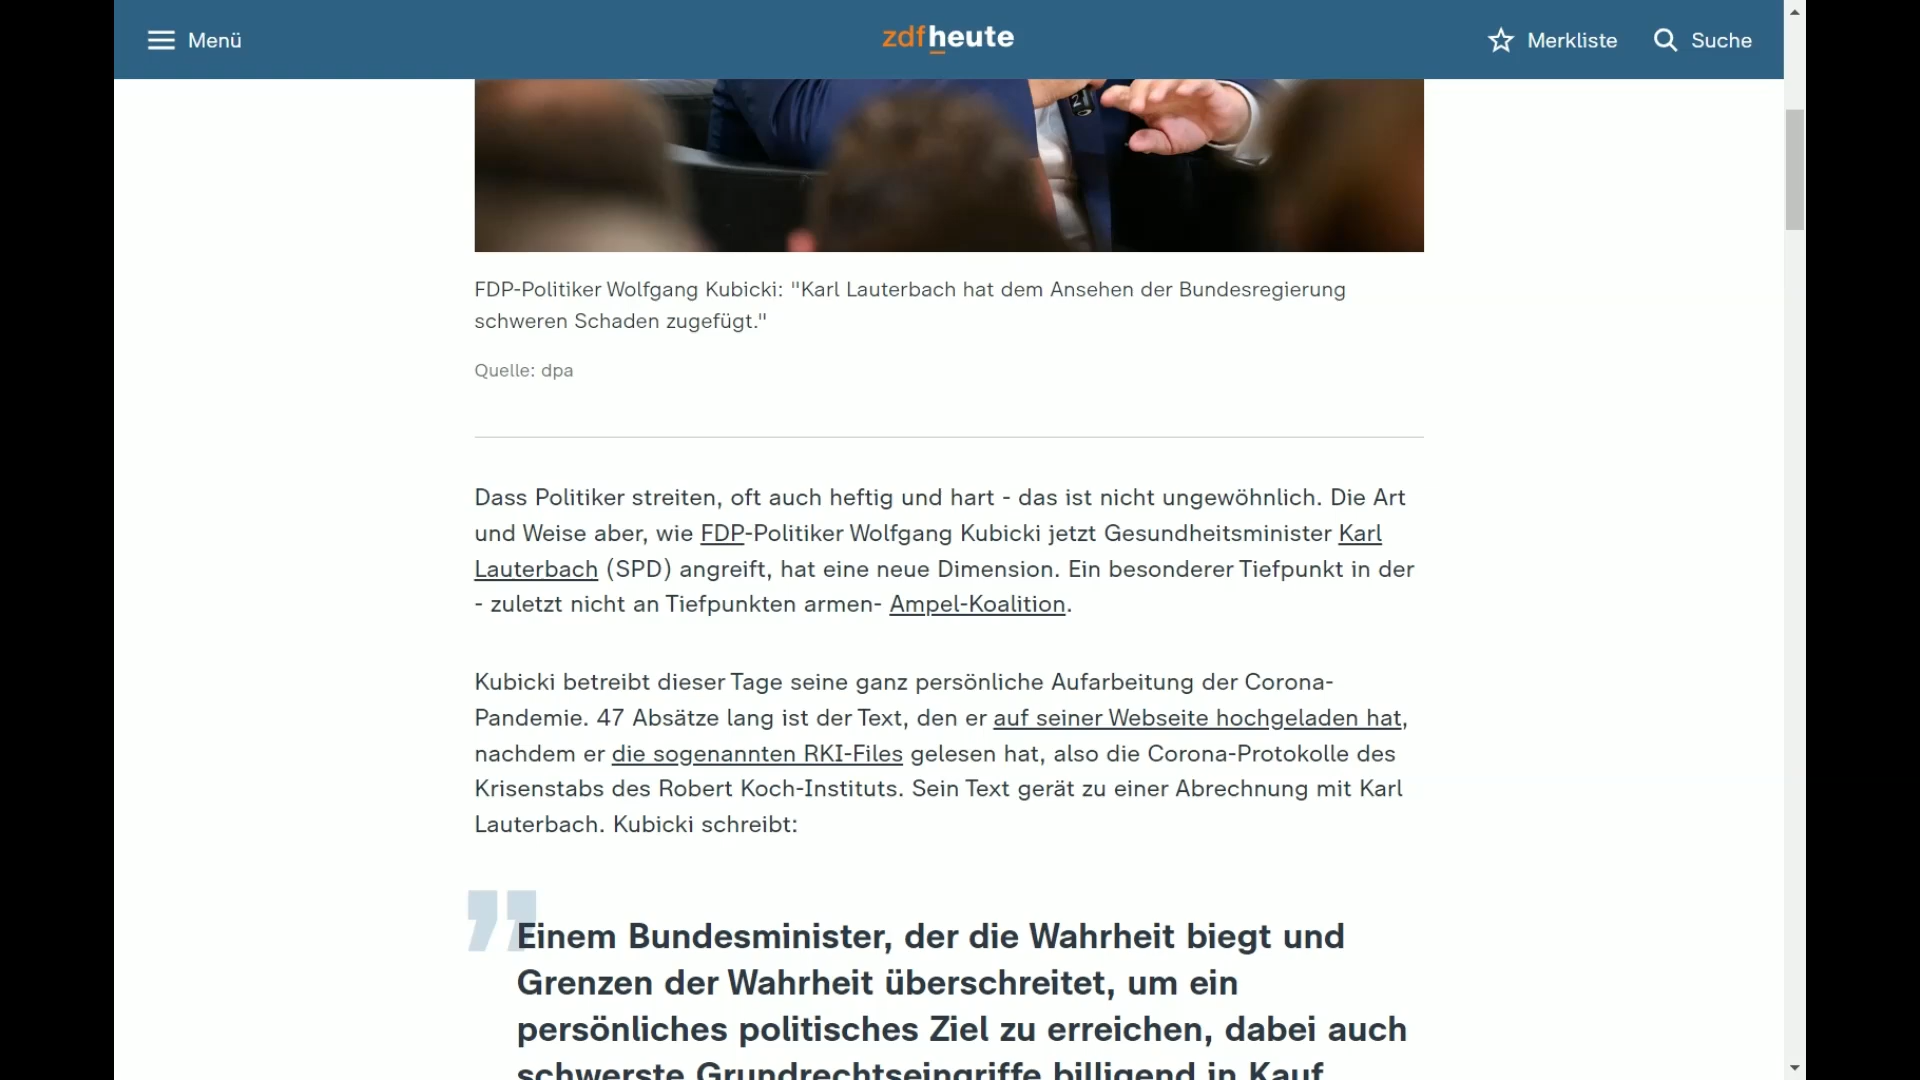 Menü
zdfheute
Merkliste
Suche
FDP-Politiker Wolfgang Kubicki: "Karl Lauterbach hat dem Ansehen der Bundesregierung
schweren Schaden zugefügt."
Quelle: dpa
Dass Politiker streiten, oft auch heftig und hart - das ist nicht ungewöhnlich. Die Art
und Weise aber, wie FDP-Politiker Wolfgang Kubicki jetzt Gesundheitsminister Karl
Lauterbach (SPD) angreift, hat eine neue Dimension. Ein besonderer Tiefpunkt in der
- zuletzt nicht an Tiefpunkten armen- Ampel-Koalition.
Kubicki betreibt dieser Tage seine ganz persönliche Aufarbeitung der Corona-
Pandemie. 47 Absätze lang ist der Text, den er auf seiner Webseite hochgeladen hat,
nachdem er die sogenannten RKI-Files gelesen hat, also die Corona-Protokolle des
Krisenstabs des Robert Koch-Instituts. Sein Text gerät zu einer Abrechnung mit Karl
Lauterbach. Kubicki schreibt:
"Einem Bundesminister, der die Wahrheit biegt und
Grenzen der Wahrheit überschreitet, um ein
persönliches politisches Ziel zu erreichen, dabei auch
schwerste Grundrechtseingriffe billigend in Kauf